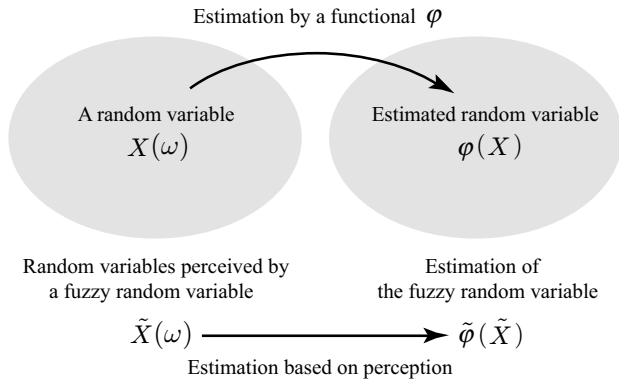 Estimation by a functional φ
A random variable
X(ω)
Estimated random variable
φ(X)
Random variables perceived by
a fuzzy random variable
Estimation of
the fuzzy random variable
X̃(ω)
φ̃(X̃)
Estimation based on perception